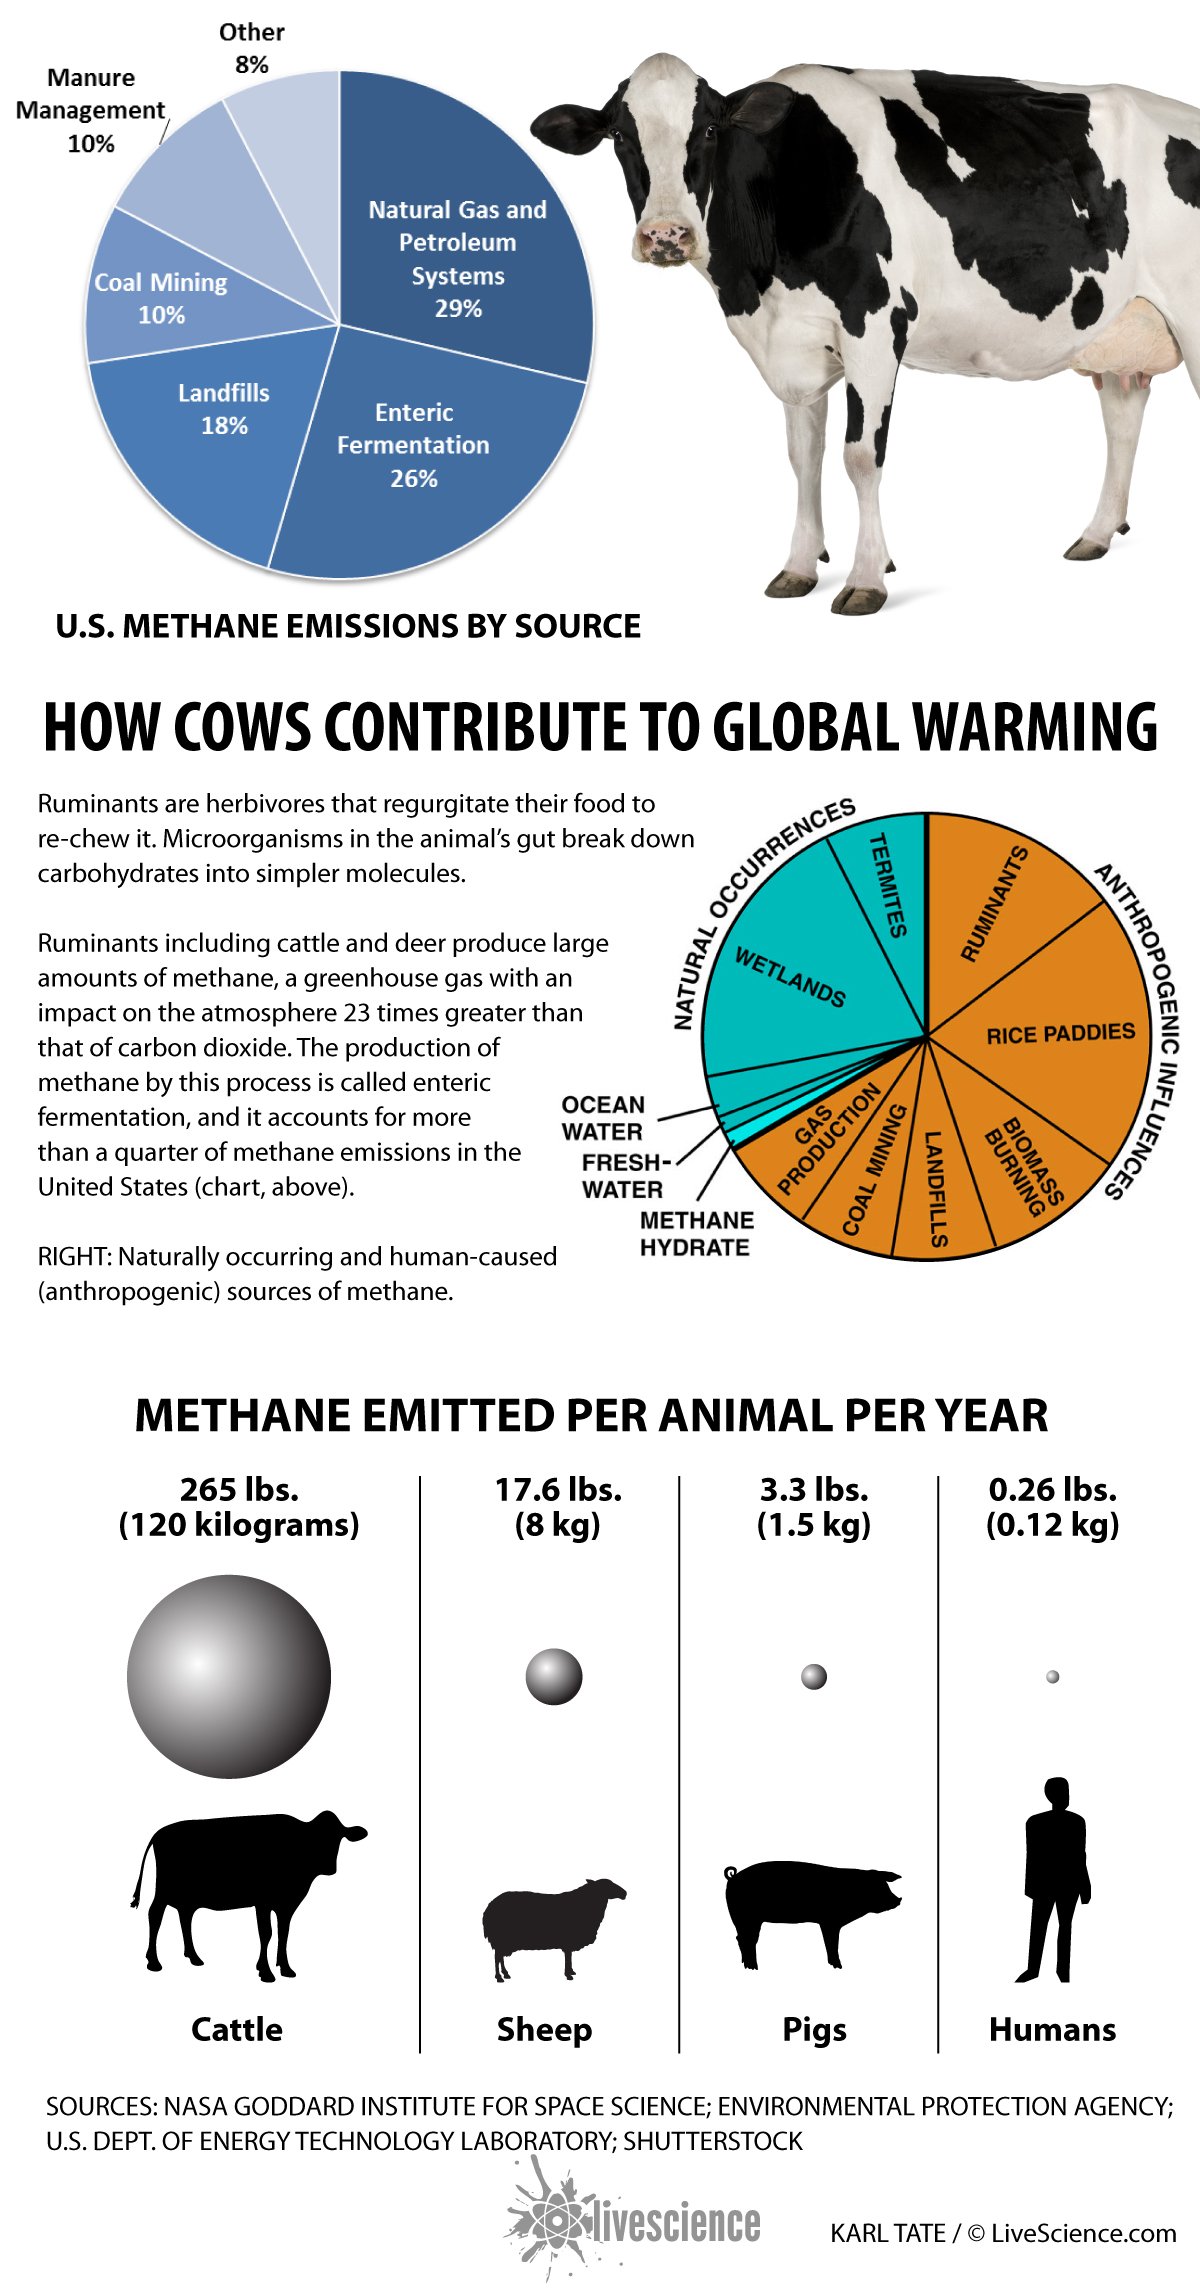 Other
8%
Manure
Management
10%
Natural Gas and
Petroleum
Systems
29%
Coal Mining
10%
Landfills
18%
Enteric
Fermentation
26%
U.S. METHANE EMISSIONS BY SOURCE
HOW COWS CONTRIBUTE TO GLOBAL WARMING
Ruminants are herbivores that regurgitate their food to
re-chew it. Microorganisms in the animal's gut break down
carbohydrates into simpler molecules.
Ruminants including cattle and deer produce large
amounts of methane, a greenhouse gas with an
impact on the atmosphere 23 times greater than
that of carbon dioxide. The production of
methane by this process is called enteric
fermentation, and it accounts for more
than a quarter of methane emissions in the
United States (chart, above).
RIGHT: Naturally occurring and human-caused
(anthropogenic) sources of methane.
NATURAL OCCURRENCES
TERMITES
WETLANDS
OCEAN
WATER
FRESH-
WATER
METHANE
HYDRATE
ANTHROPOGENIC INFLUENCES
RUMINANTS
RICE PADDIES
BIOMASS
BURNING
LANDFILLS
COAL MINING
GAS
PRODUCTION
METHANE EMITTED PER ANIMAL PER YEAR
265 lbs.
(120 kilograms)
17.6 lbs.
(8 kg)
3.3 lbs.
(1.5 kg)
0.26 lbs.
(0.12 kg)
Cattle
Sheep
Pigs
Humans
SOURCES: NASA GODDARD INSTITUTE FOR SPACE SCIENCE; ENVIRONMENTAL PROTECTION AGENCY;
U.S. DEPT. OF ENERGY TECHNOLOGY LABORATORY; SHUTTERSTOCK
livescience
KARL TATE / © LiveScience.com